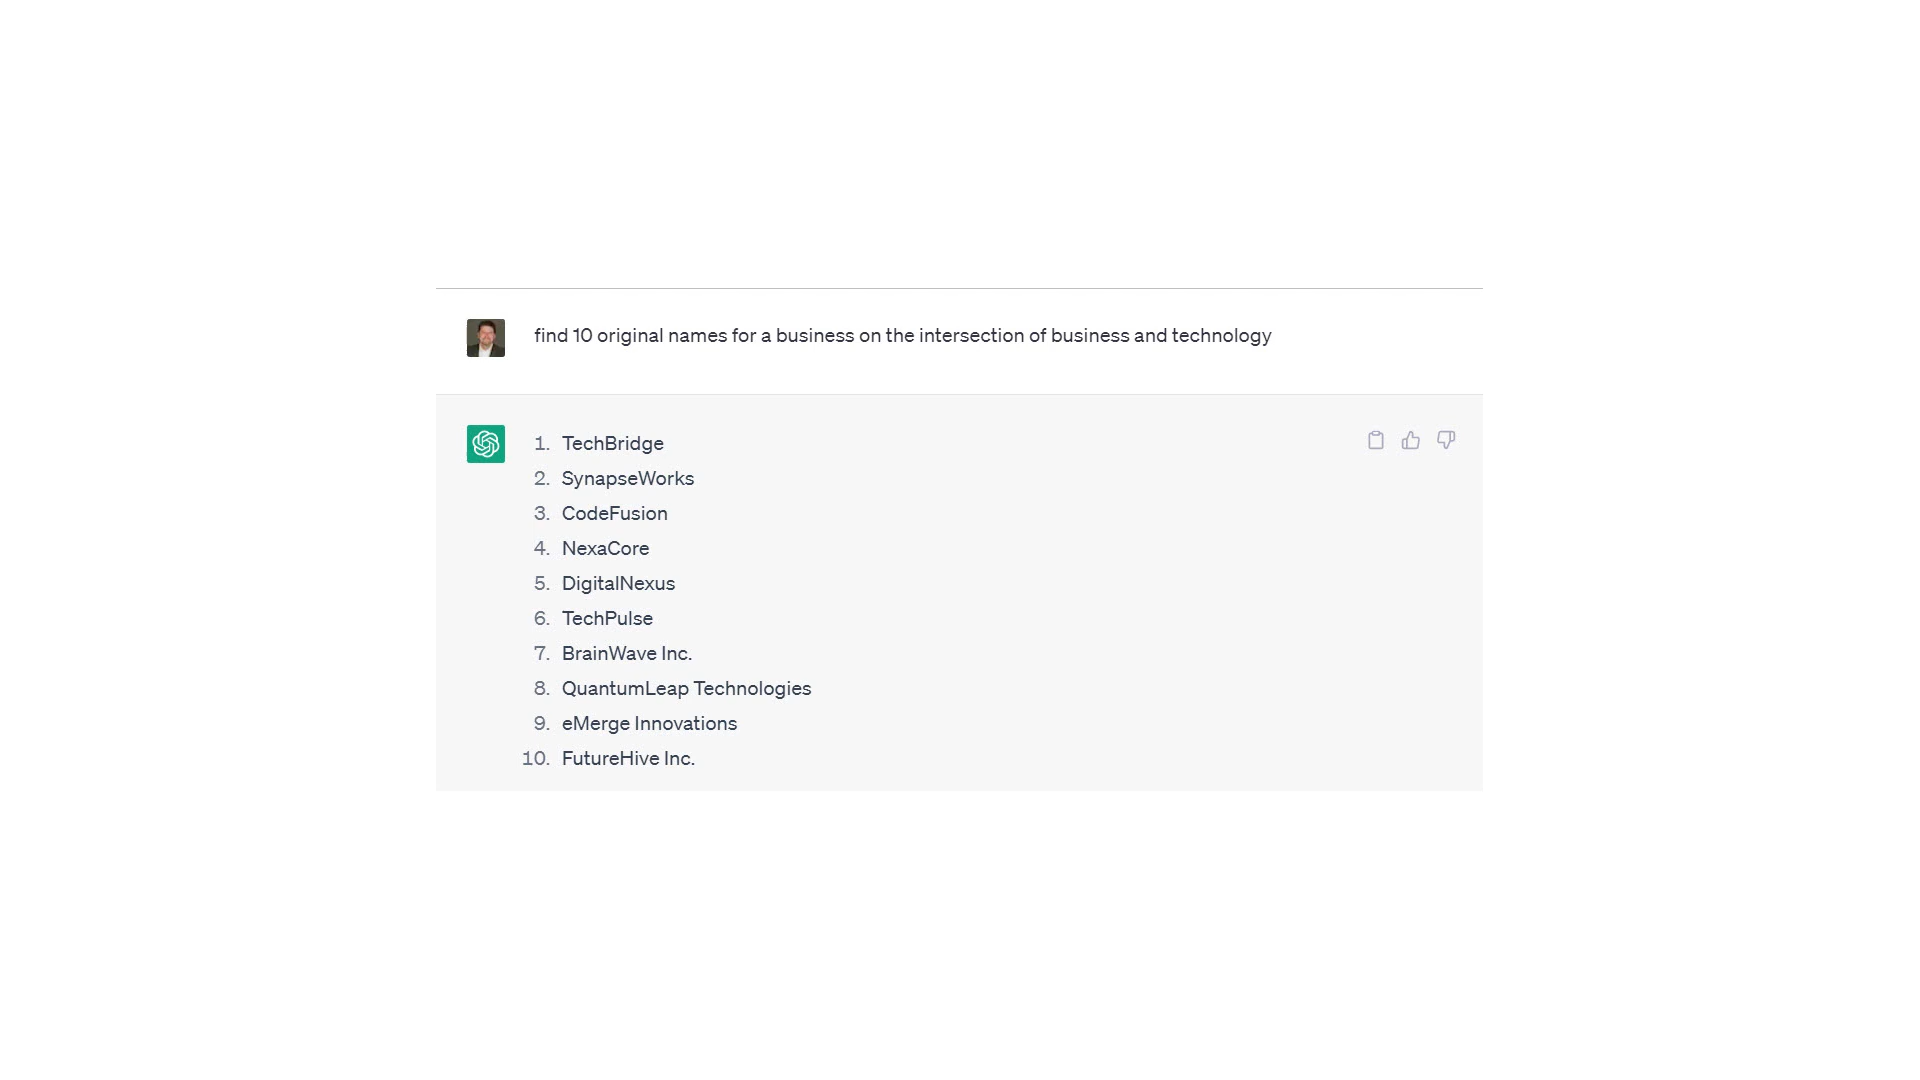 find 10 original names for a business on the intersection of business and technology
1. TechBridge
2. SynapseWorks
3. CodeFusion
4. NexaCore
5. DigitalNexus
6. TechPulse
7. BrainWave Inc.
8. QuantumLeap Technologies
9. eMerge Innovations
10. FutureHive Inc.